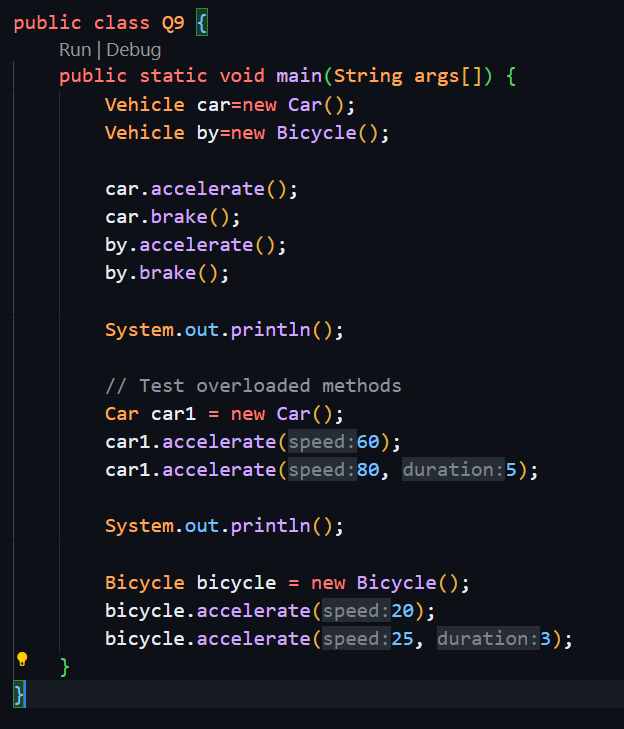 public class Q9 {
Run | Debug
public static void main(String args[]) {
Vehicle car=new Car();
Vehicle by=new Bicycle();
car.accelerate();
car.brake();
by.accelerate();
by.brake();
System.out.println();
// Test overloaded methods
Car car1 = new Car();
car1.accelerate(speed:60);
car1.accelerate(speed:80, duration:5);
System.out.println();
Bicycle bicycle = new Bicycle();
bicycle.accelerate(speed:20);
bicycle.accelerate(speed:25, duration:3);
}
}